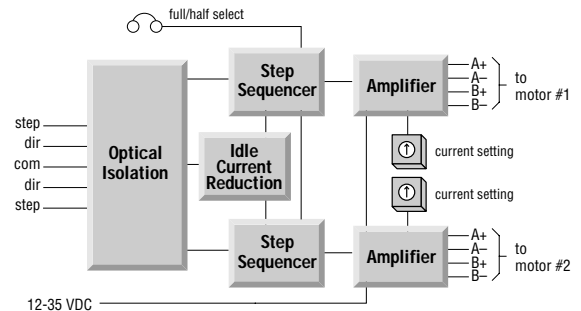 full/half select
Step
Sequencer
Amplifier
A+
A–
B+
B–
to
motor #1
step
dir
com
dir
step
Optical
Isolation
Idle
Current
Reduction
current setting
current setting
Step
Sequencer
Amplifier
A+
A–
B+
B–
to
motor #2
12-35 VDC